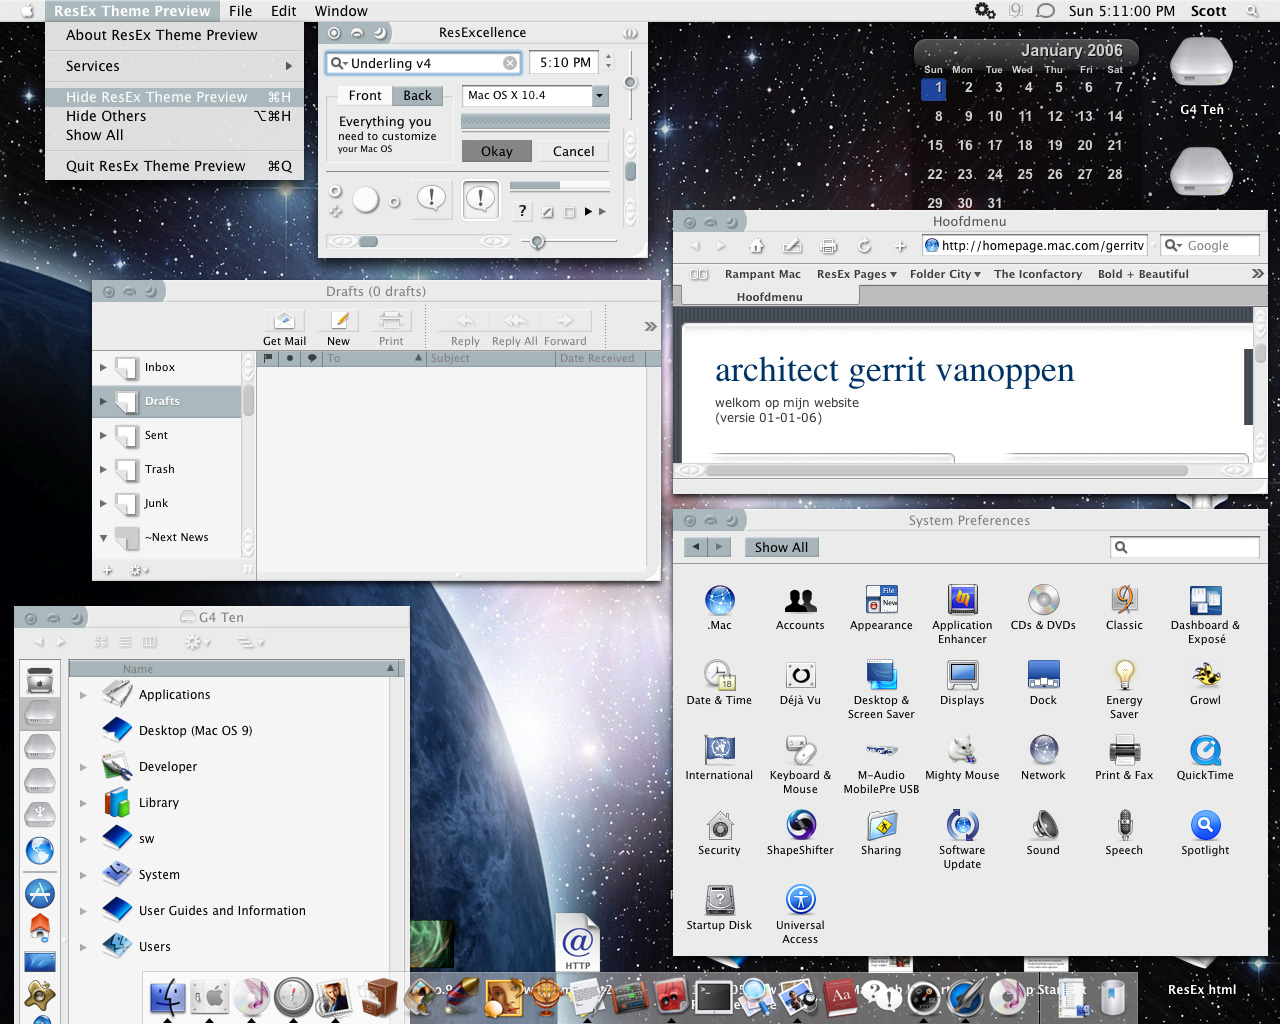 ResEx Theme Preview File Edit Window
Sun 5:11:00 PM Scott
About ResEx Theme Preview
Services
Hide ResEx Theme Preview ⌘H
Hide Others ⌥⌘H
Show All
Quit ResEx Theme Preview ⌘Q
ResExcellence
Underling v4
5:10 PM
Front Back
Mac OS X 10.4
Everything you
need to customize
your Mac OS
Okay Cancel
?
January 2006
Sun Mon Tue Wed Thu Fri Sat
1 2 3 4 5 6 7
8 9 10 11 12 13 14
15 16 17 18 19 20 21
22 23 24 25 26 27 28
29 30 31
G4 Ten
Hoofdmenu
http://homepage.mac.com/gerritv
Google
Rampant Mac ResEx Pages Folder City The Iconfactory Bold + Beautiful
Hoofdmenu
architect gerrit vanoppen
welkom op mijn website
(versie 01-01-06)
Drafts (0 drafts)
Get Mail New Print Reply Reply All Forward
To Subject Date Received
Inbox
Drafts
Sent
Trash
Junk
~Next News
System Preferences
Show All
.Mac Accounts Appearance Application Enhancer CDs & DVDs Classic Dashboard & Exposé
Date & Time Déjà Vu Desktop & Screen Saver Displays Dock Energy Saver Growl
International Keyboard & Mouse M-Audio MobilePre USB Mighty Mouse Network Print & Fax QuickTime
Security ShapeShifter Sharing Software Update Sound Speech Spotlight
Startup Disk Universal Access
G4 Ten
Name
Applications
Desktop (Mac OS 9)
Developer
Library
sw
System
User Guides and Information
Users
HTTP
ResEx html